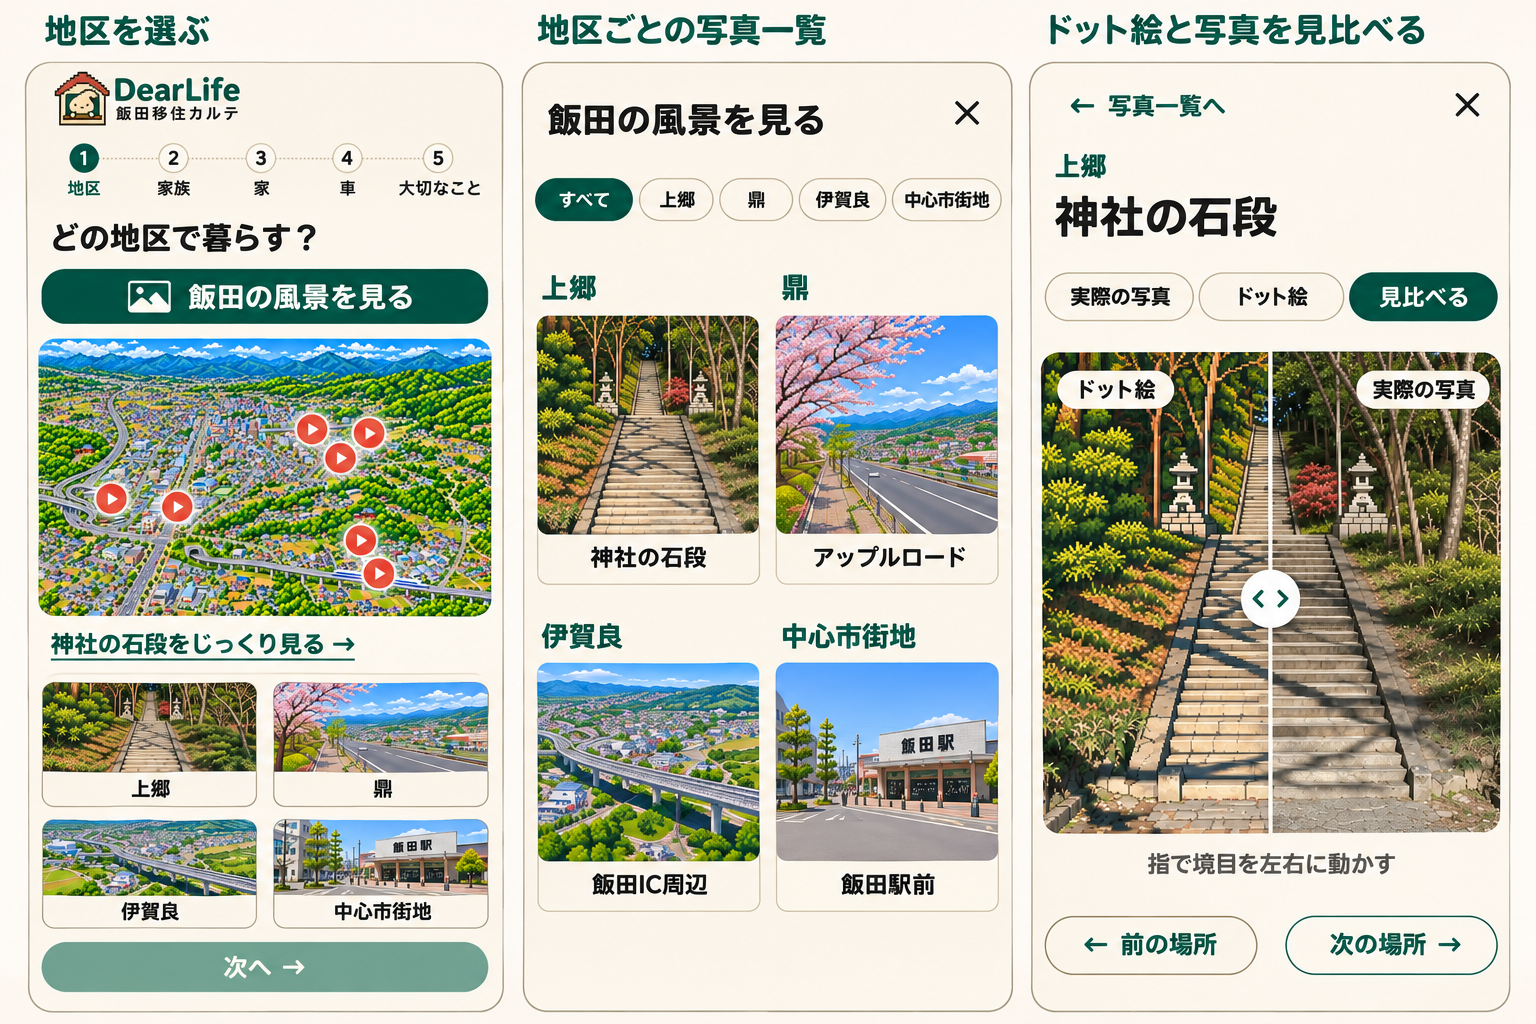 地区を選ぶ
DearLife
飯田移住カルテ
1 2 3 4 5
地区 家族 家 車 大切なこと
どの地区で暮らす？
飯田の風景を見る
神社の石段をじっくり見る →
上郷
鼎
飯田駅
伊賀良
中心市街地
次へ →
地区ごとの写真一覧
飯田の風景を見る ×
すべて 上郷 鼎 伊賀良 中心市街地
上郷
神社の石段
鼎
アップルロード
伊賀良
飯田IC周辺
中心市街地
飯田駅
飯田駅前
ドット絵と写真を見比べる
← 写真一覧へ ×
上郷
神社の石段
実際の写真 ドット絵 見比べる
ドット絵 実際の写真
指で境目を左右に動かす
← 前の場所 次の場所 →